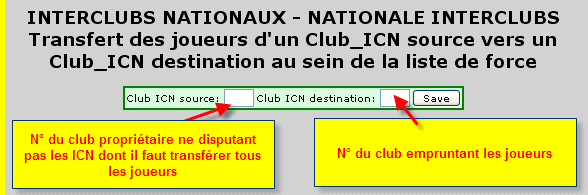 INTERCLUBS NATIONAUX - NATIONALE INTERCLUBS
Transfert des joueurs d'un Club_ICN source vers un
Club_ICN destination au sein de la liste de force
Club ICN source: Club ICN destination: Save
N° du club propriétaire ne disputant
pas les ICN dont il faut transférer tous
les joueurs
N° du club empruntant les joueurs